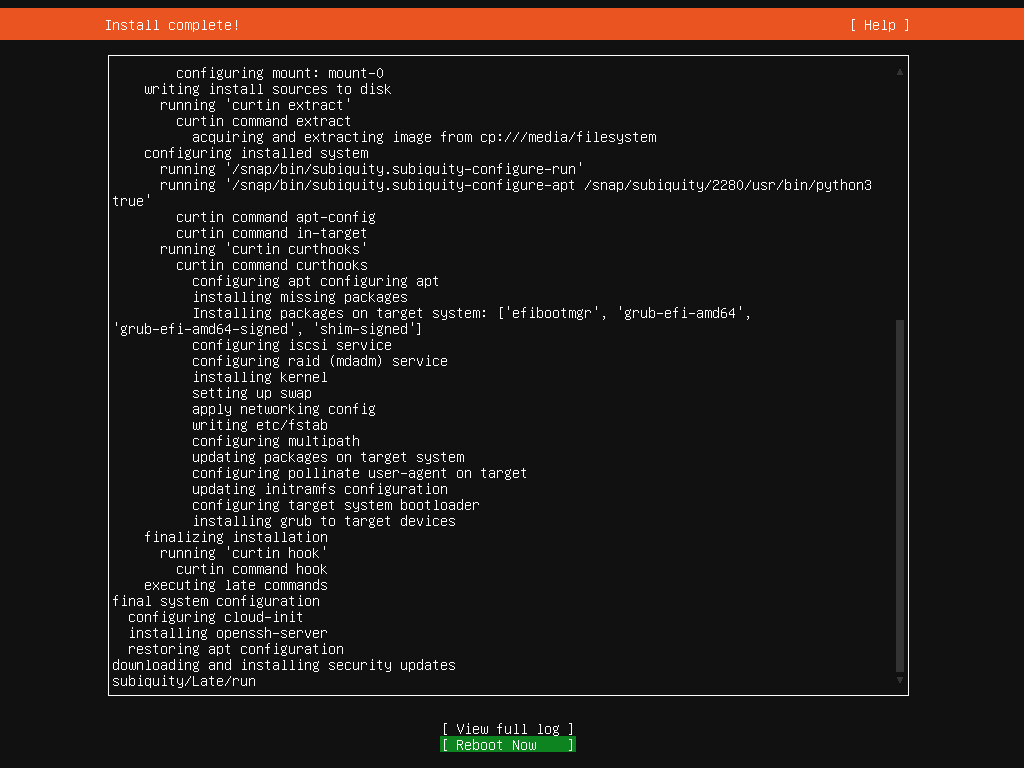 Install complete!
[ Help ]
configuring mount: mount-0
writing install sources to disk
running 'curtin extract'
curtin command extract
acquiring and extracting image from cp:///media/filesystem
configuring installed system
running '/snap/bin/subiquity.subiquity-configure-run'
running '/snap/bin/subiquity.subiquity-configure-apt /snap/subiquity/2280/usr/bin/python3
true'
curtin command apt-config
curtin command in-target
running 'curtin curthooks'
curtin command curthooks
configuring apt configuring apt
installing missing packages
Installing packages on target system: ['efibootmgr', 'grub-efi-amd64',
'grub-efi-amd64-signed', 'shim-signed']
configuring iscsi service
configuring raid (mdadm) service
installing kernel
setting up swap
apply networking config
writing etc/fstab
configuring multipath
updating packages on target system
configuring pollinate user-agent on target
updating initramfs configuration
configuring target system bootloader
installing grub to target devices
finalizing installation
running 'curtin hook'
curtin command hook
executing late commands
final system configuration
configuring cloud-init
installing openssh-server
restoring apt configuration
downloading and installing security updates
subiquity/Late/run
[ View full log ]
[ Reboot Now ]